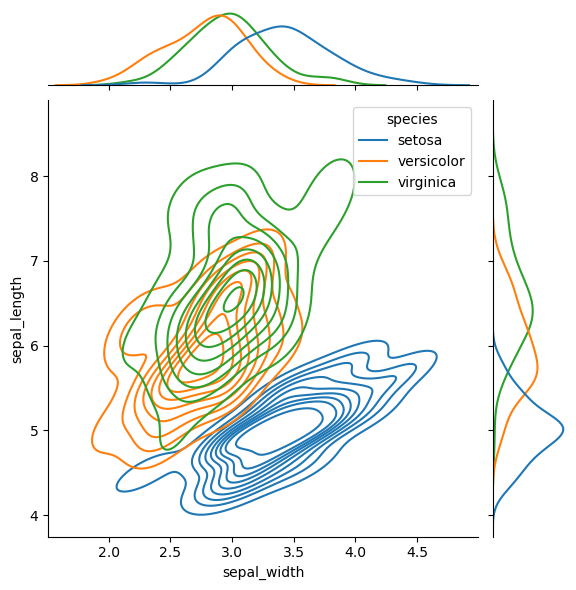 species
setosa
versicolor
virginica
8
7
6
5
4
sepal_length
2.0 2.5 3.0 3.5 4.0 4.5
sepal_width